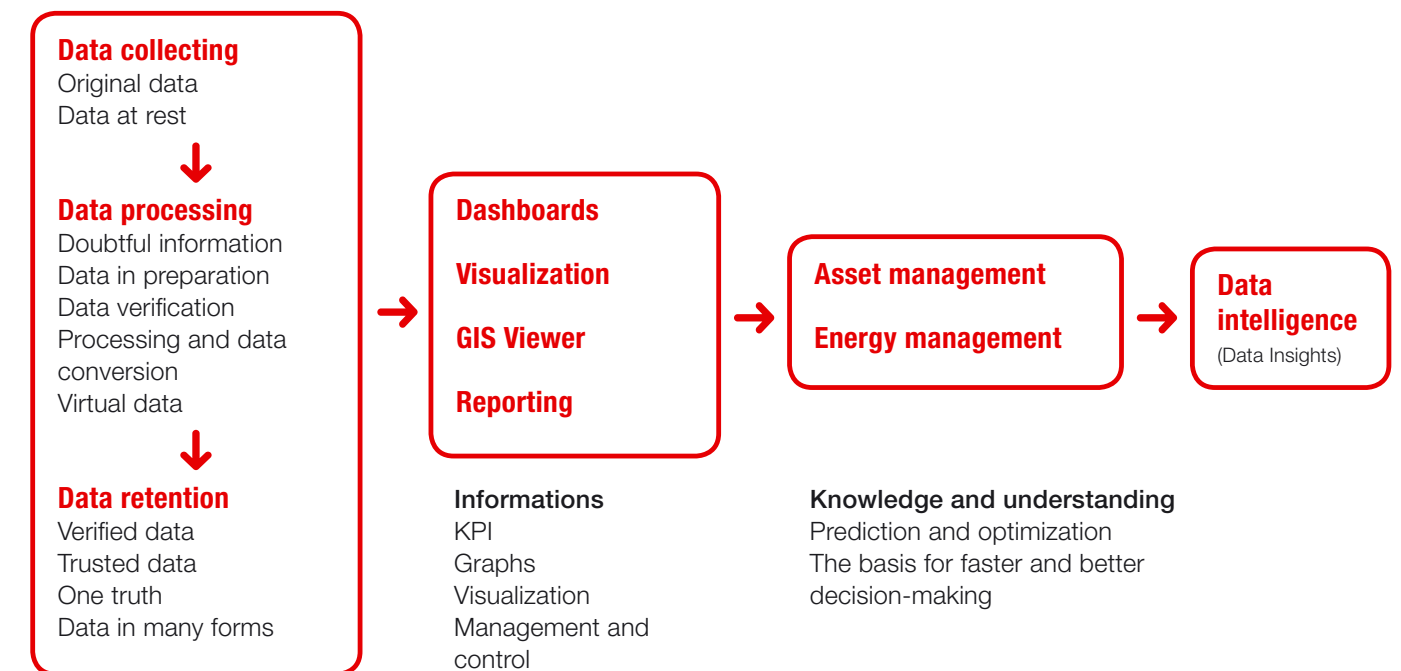 Data collecting
Original data
Data at rest
Data processing
Doubtful information
Data in preparation
Data verification
Processing and data
conversion
Virtual data
Data retention
Verified data
Trusted data
One truth
Data in many forms
Dashboards
Visualization
GIS Viewer
Reporting
Informations
KPI
Graphs
Visualization
Management and
control
Asset management
Energy management
Knowledge and understanding
Prediction and optimization
The basis for faster and better
decision-making
Data
intelligence
(Data Insights)